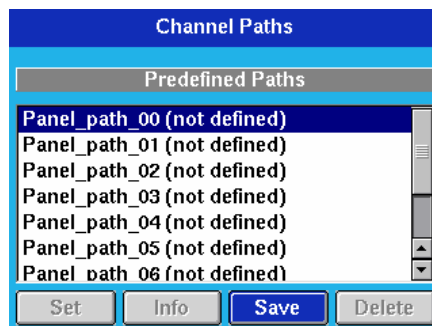 Channel Paths
Predefined Paths
Panel_path_00 (not defined)
Panel_path_01 (not defined)
Panel_path_02 (not defined)
Panel_path_03 (not defined)
Panel_path_04 (not defined)
Panel_path_05 (not defined)
Panel_path_06 (not defined)
Set Info Save Delete